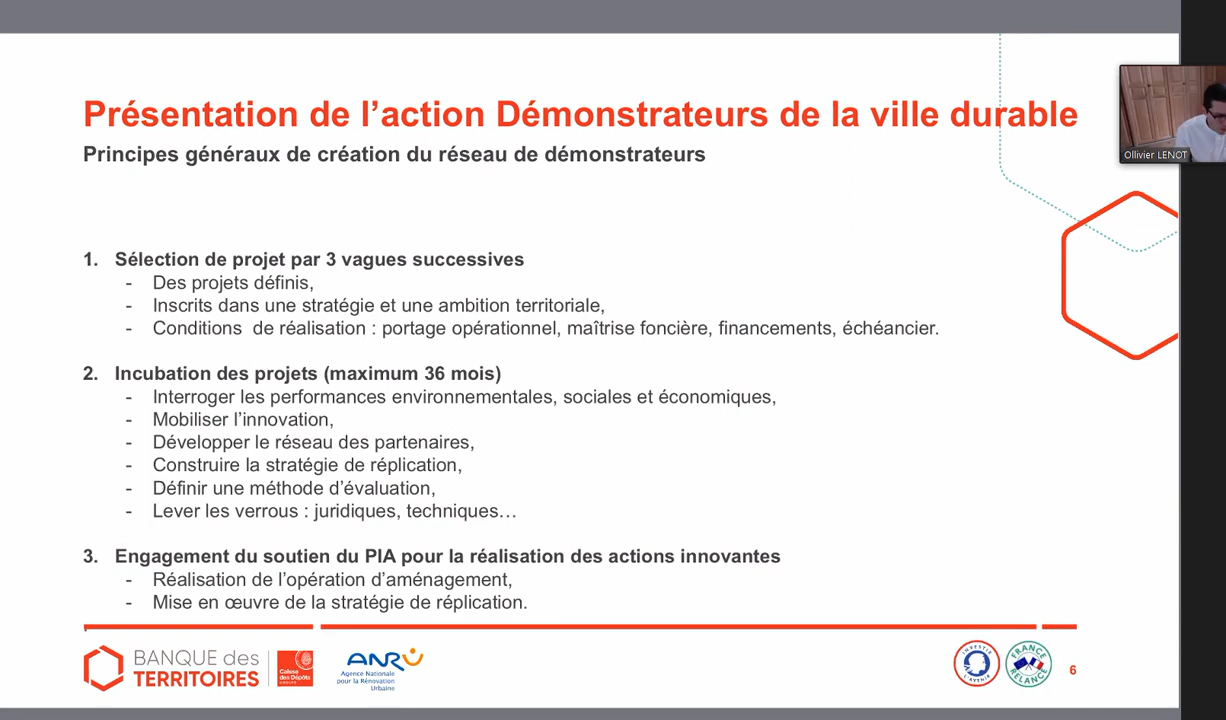 Présentation de l’action Démonstrateurs de la ville durable
Principes généraux de création du réseau de démonstrateurs
Ollivier LENOT
1. Sélection de projet par 3 vagues successives
- Des projets définis,
- Inscrits dans une stratégie et une ambition territoriale,
- Conditions de réalisation : portage opérationnel, maîtrise foncière, financements, échéancier.
2. Incubation des projets (maximum 36 mois)
- Interroger les performances environnementales, sociales et économiques,
- Mobiliser l’innovation,
- Développer le réseau des partenaires,
- Construire la stratégie de réplication,
- Définir une méthode d’évaluation,
- Lever les verrous : juridiques, techniques…
3. Engagement du soutien du PIA pour la réalisation des actions innovantes
- Réalisation de l’opération d’aménagement,
- Mise en œuvre de la stratégie de réplication.
BANQUE des
TERRITOIRES
Caisse
des Dépôts
GROUPE
ANRU
Agence Nationale
pour la Rénovation
Urbaine
INVESTIR
L'AVENIR
FRANCE
RELANCE
6